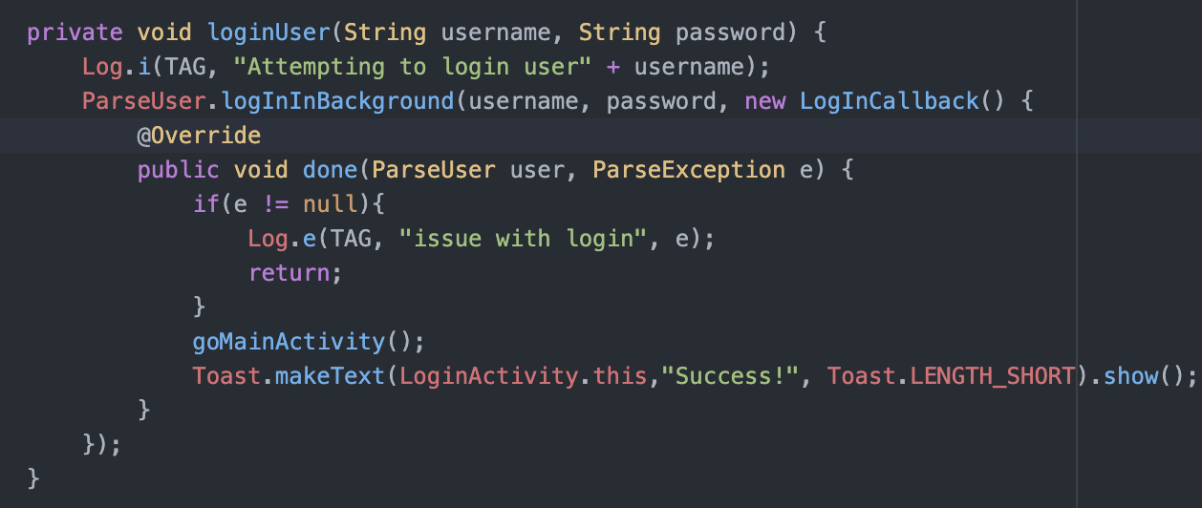 private void loginUser(String username, String password) {
    Log.i(TAG, "Attempting to login user" + username);
    ParseUser.logInInBackground(username, password, new LogInCallback() {
        @Override
        public void done(ParseUser user, ParseException e) {
            if(e != null){
                Log.e(TAG, "issue with login", e);
                return;
            }
            goMainActivity();
            Toast.makeText(LoginActivity.this,"Success!", Toast.LENGTH_SHORT).show();
        }
    });
}